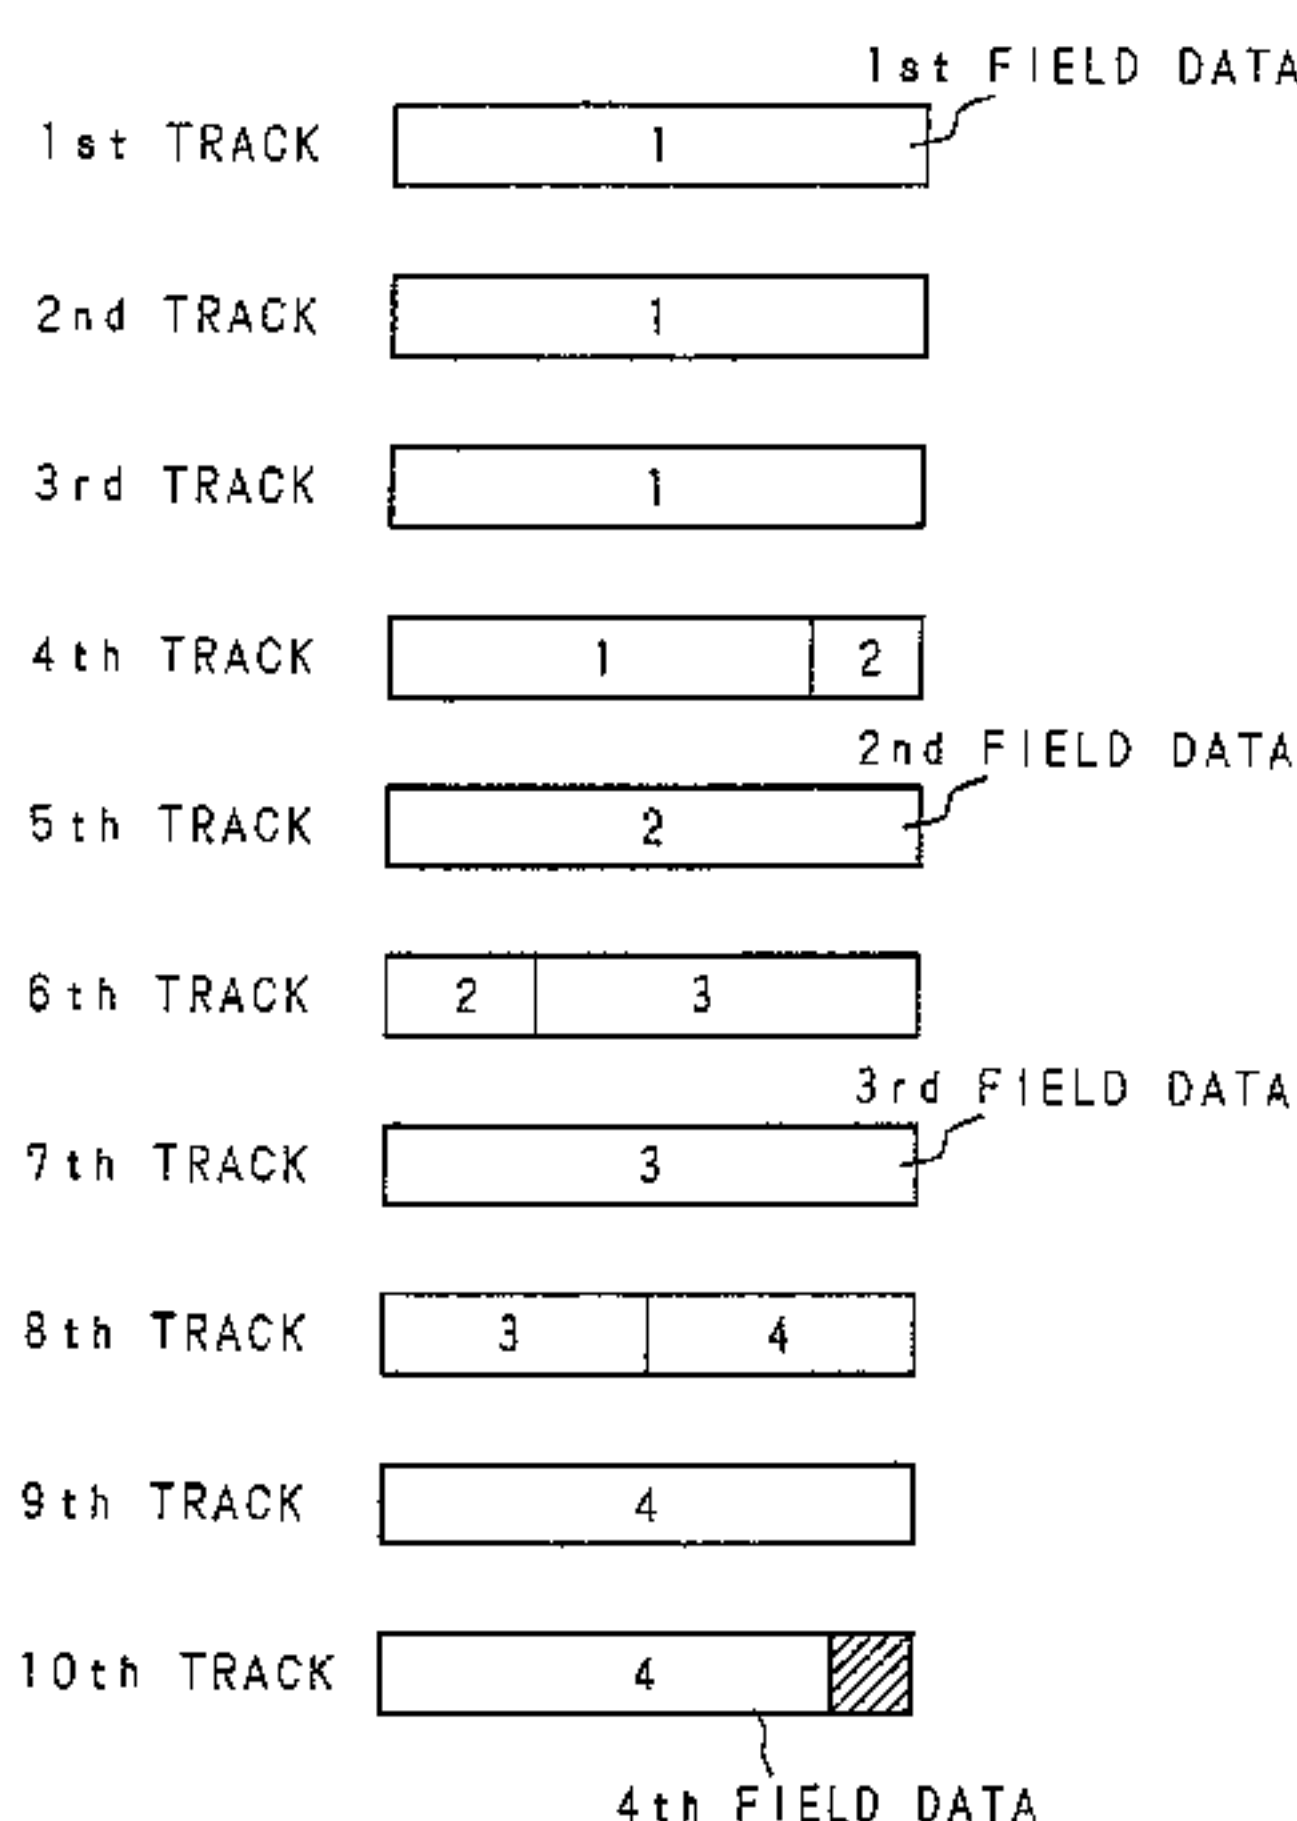 1st FIELD DATA
1st TRACK 1
2nd TRACK 1
3rd TRACK 1
4th TRACK 1 2
2nd FIELD DATA
5th TRACK 2
6th TRACK 2 3
3rd FIELD DATA
7th TRACK 3
8th TRACK 3 4
9th TRACK 4
10th TRACK 4
4th FIELD DATA